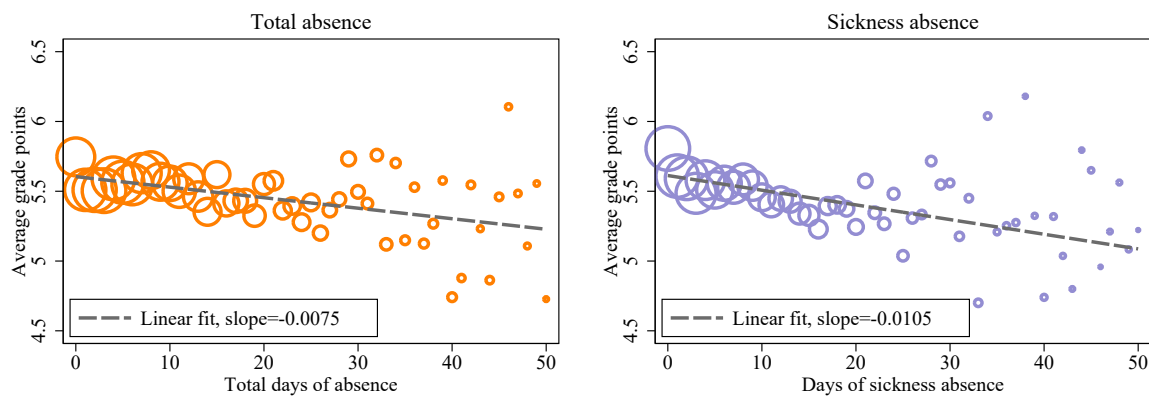 Total absence
Average grade points
6.5
6
5.5
5
4.5
Linear fit, slope=-0.0075
0 10 20 30 40 50
Total days of absence
Sickness absence
Average grade points
6.5
6
5.5
5
4.5
Linear fit, slope=-0.0105
0 10 20 30 40 50
Days of sickness absence